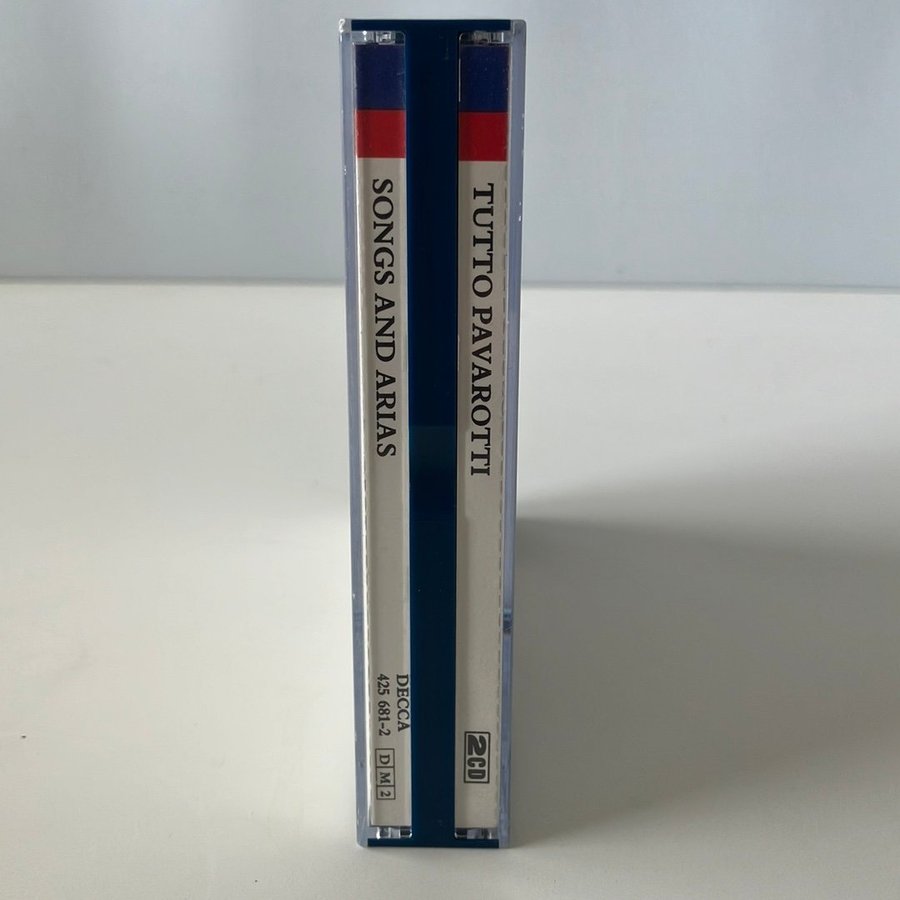 TUTTO PAVAROTTI
2CD
SONGS AND ARIAS
DECCA
425 681-2
D M 2